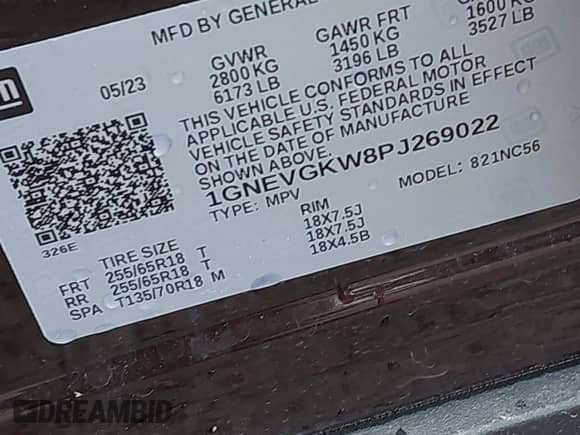 m
MFD BY GENERAL
05/23
GVWR
2800 KG
6173 LB
GAWR FRT
1450 KG
3196 LB
1600 KG
3527 LB
THIS VEHICLE CONFORMS TO ALL
APPLICABLE U.S. FEDERAL MOTOR
VEHICLE SAFETY STANDARDS IN EFFECT
ON THE DATE OF MANUFACTURE
SHOWN ABOVE.
1GNEVGKW8PJ269022
TYPE: MPV
MODEL: 821NC56
326E
TIRE SIZE
RIM
FRT 255/65R18 T 18X7.5J
RR 255/65R18 T 18X7.5J
SPA T135/70R18 M 18X4.5B
DREAMBID